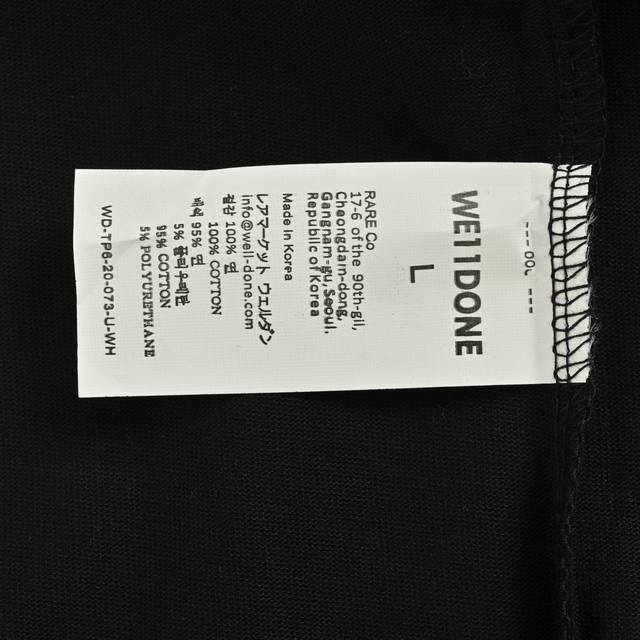 WE11DONE
L
RARE Co
17-6 of the 90th-gil,
Cheongdam-dong,
Gangnam-gu, Seoul.
Republic of Korea
Made in Korea
レアマーケット ウェルダン
info@well-done.com
겉감 100% 면
100% COTTON
배색 95% 면
5% 폴리우레탄
95% COTTON
5% POLYURETHANE
WD-TP6-20-073-U-WH